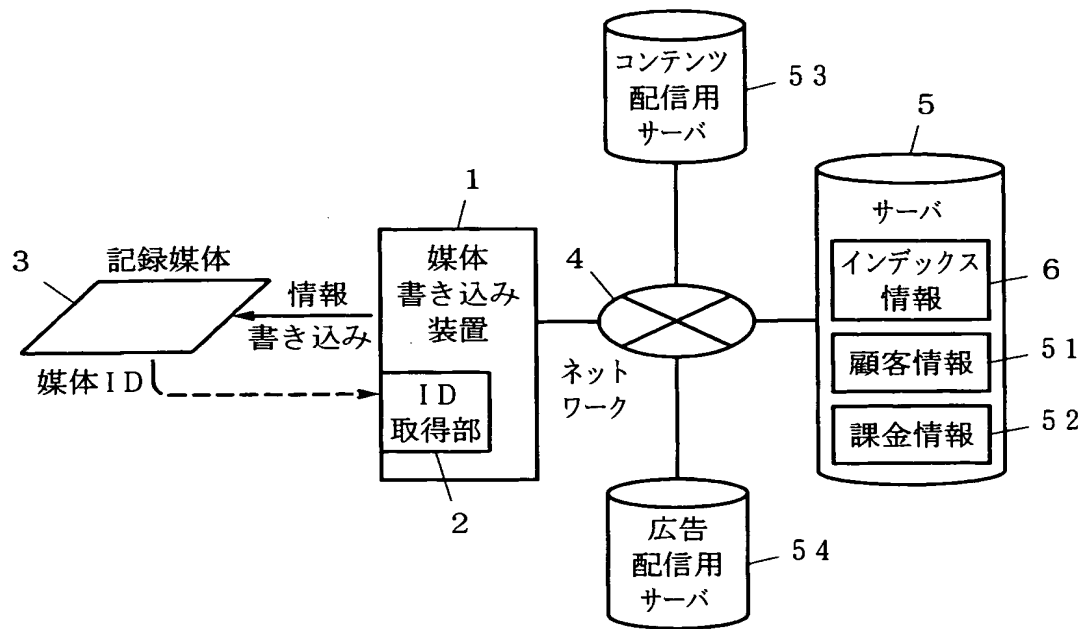 コンテンツ
配信用
サーバ
53
5
サーバ
インデックス
情報
6
顧客情報
51
課金情報
52
1
媒体
書き込み
装置
ID
取得部
2
3
記録媒体
情報
書き込み
媒体ID
4
ネット
ワーク
広告
配信用
サーバ
54